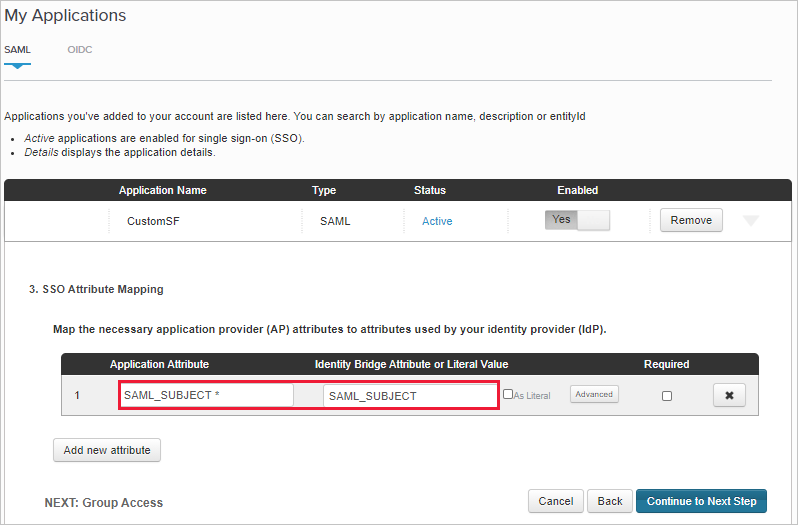 My Applications
SAML OIDC
Applications you've added to your account are listed here. You can search by application name, description or entityId
• Active applications are enabled for single sign-on (SSO).
• Details displays the application details.
Application Name Type Status Enabled
CustomSF SAML Active Yes Remove
3. SSO Attribute Mapping
Map the necessary application provider (AP) attributes to attributes used by your identity provider (IdP).
Application Attribute Identity Bridge Attribute or Literal Value Required
1 SAML_SUBJECT * SAML_SUBJECT As Literal Advanced
Add new attribute
NEXT: Group Access Cancel Back Continue to Next Step